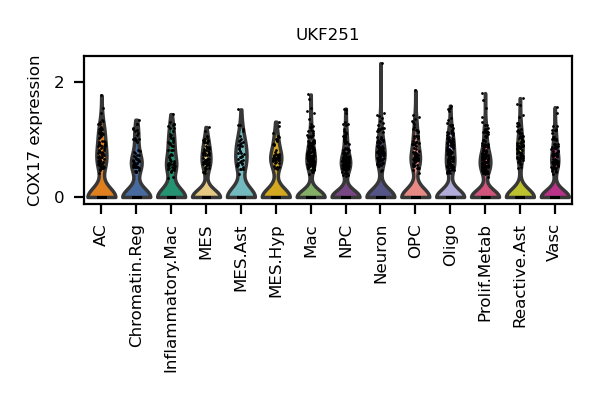 UKF251
COX17 expression
2
0
AC
Chromatin.Reg
Inflammatory.Mac
MES
MES.Ast
MES.Hyp
Mac
NPC
Neuron
OPC
Oligo
Prolif.Metab
Reactive.Ast
Vasc